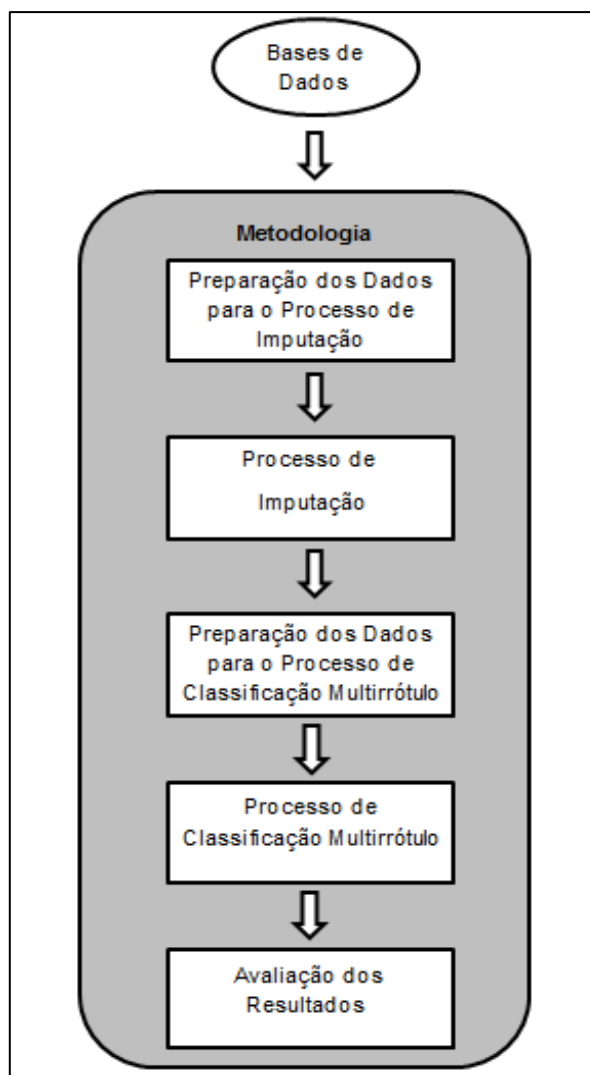 Bases de
Dados
Metodologia
Preparação dos Dados
para o Processo de
Imputação
Processo de
Imputação
Preparação dos Dados
para o Processo de
Classificação Multirrótulo
Processo de
Classificação Multirrótulo
Avaliação dos
Resultados